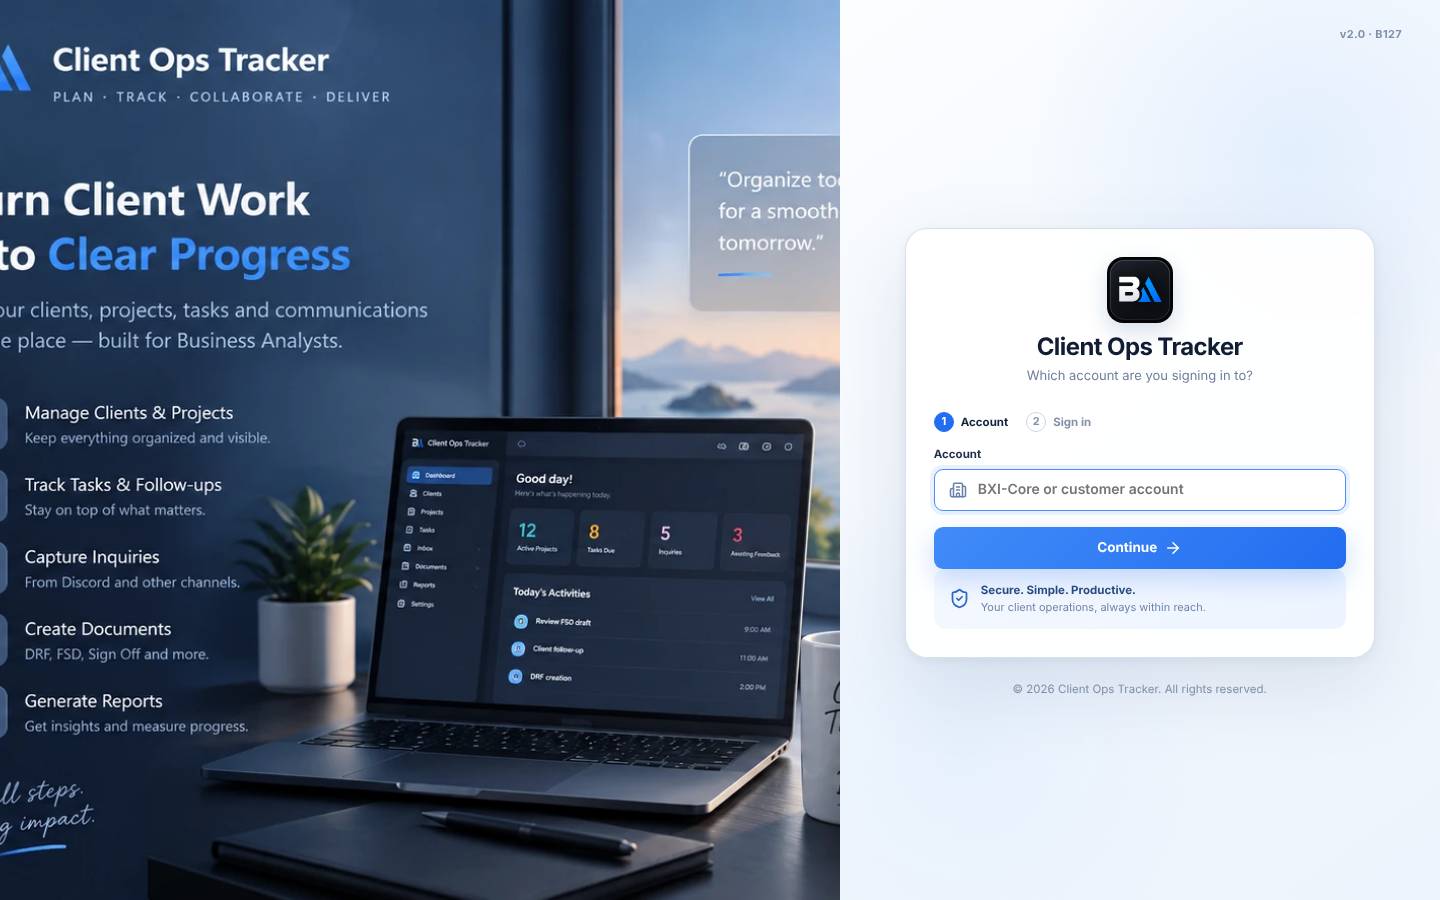 Client Ops Tracker
PLAN · TRACK · COLLABORATE · DELIVER
urn Client Work
to Clear Progress
our clients, projects, tasks and communications
e place — built for Business Analysts.
Manage Clients & Projects
Keep everything organized and visible.
Track Tasks & Follow-ups
Stay on top of what matters.
Capture Inquiries
From Discord and other channels.
Create Documents
DRF, FSD, Sign Off and more.
Generate Reports
Get insights and measure progress.
ll steps.
g impact.
“Organize to
for a smooth
tomorrow.”
BA Client Ops Tracker
Dashboard
Clients
Projects
Tasks
Inbox
Documents
Reports
Settings
Good day!
Here's what's happening today.
12
Active Projects
8
Tasks Due
5
Inquiries
3
Awaiting Feedback
Today's Activities
View All
Review FSD draft
9:00 AM
Client follow-up
11:00 AM
DRF creation
2:00 PM
v2.0 · B127
BA
Client Ops Tracker
Which account are you signing in to?
1 Account 2 Sign in
Account
BXI-Core or customer account
Continue
Secure. Simple. Productive.
Your client operations, always within reach.
© 2026 Client Ops Tracker. All rights reserved.